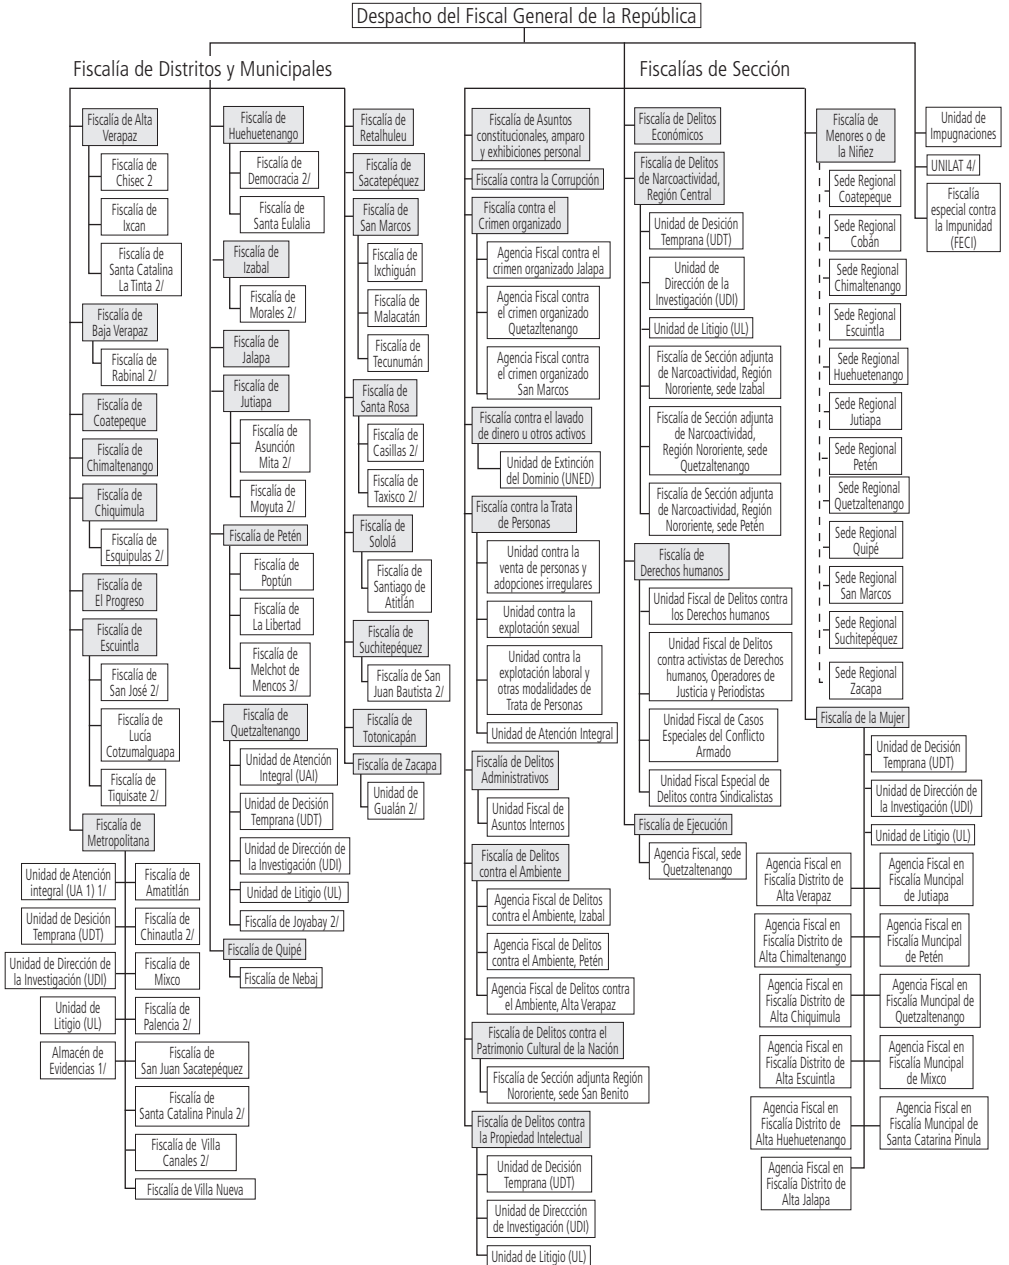 Despacho del Fiscal General de la República
Fiscalía de Distritos y Municipales
Fiscalía de Alta
Verapaz
Fiscalía de
Chisec 2
Fiscalía de
Ixcan
Fiscalía de
Santa Catalina
La Tinta 2/
Fiscalía de
Baja Verapaz
Fiscalía de
Rabinal 2/
Fiscalía de
Coatepeque
Fiscalía de
Chimaltenango
Fiscalía de
Chiquimula
Fiscalía de
Esquipulas 2/
Fiscalía de
El Progreso
Fiscalía de
Escuintla
Fiscalía de
San José 2/
Fiscalía de
Lucía
Cotzumalguapa
Fiscalía de
Tiquisate 2/
Fiscalía de
Metropolitana
Unidad de Atención
integral (UA 1) 1/
Unidad de Desición
Temprana (UDT)
Unidad de Dirección de
la Investigación (UDI)
Unidad de
Litigio (UL)
Almacén de
Evidencias 1/
Fiscalía de
Amatitlán
Fiscalía de
Chinautla 2/
Fiscalía de
Mixco
Fiscalía de
Palencia 2/
Fiscalía de
San Juan Sacatepéquez
Fiscalía de
Santa Catalina Pinula 2/
Fiscalía de Villa
Canales 2/
Fiscalía de Villa Nueva
Fiscalía de
Huehuetenango
Fiscalía de
Democracia 2/
Fiscalía de
Santa Eulalia
Fiscalía de
Izabal
Fiscalía de
Morales 2/
Fiscalía de
Jalapa
Fiscalía de
Jutiapa
Fiscalía de
Asunción
Mita 2/
Fiscalía de
Moyuta 2/
Fiscalía de Petén
Fiscalía de
Poptún
Fiscalía de
La Libertad
Fiscalía de
Melchot de
Mencos 3/
Fiscalía de
Quetzaltenango
Unidad de Atención
Integral (UAI)
Unidad de Decisión
Temprana (UDT)
Unidad de Dirección de
la Investigación (UDI)
Unidad de Litigio (UL)
Fiscalía de Joyabay 2/
Fiscalía de Quipé
Fiscalía de Nebaj
Fiscalía de
Retalhuleu
Fiscalía de
Sacatepéquez
Fiscalía de
San Marcos
Fiscalía de
Ixchiguán
Fiscalía de
Malacatán
Fiscalía de
Tecunumán
Fiscalía de
Santa Rosa
Fiscalía de
Casillas 2/
Fiscalía de
Taxisco 2/
Fiscalía de
Sololá
Fiscalía de
Santiago de
Atitlán
Fiscalía de
Suchitepéquez
Fiscalía de San
Juan Bautista 2/
Fiscalía de
Totonicapán
Fiscalía de Zacapa
Unidad de
Gualán 2/
Fiscalías de Sección
Fiscalía de Asuntos
constitucionales, amparo
y exhibiciones personal
Fiscalía contra la Corrupción
Fiscalía contra el
Crimen organizado
Agencia Fiscal contra el
crimen organizado Jalapa
Agencia Fiscal contra
el crimen organizado
Quetazltenango
Agencia Fiscal contra
el crimen organizado
San Marcos
Fiscalía contra el lavado
de dinero u otros activos
Unidad de Extinción
del Dominio (UNED)
Fiscalía contra la Trata
de Personas
Unidad contra la
venta de personas y
adopciones irregulares
Unidad contra la
explotación sexual
Unidad contra la
explotación laboral y
otras modalidades de
Trata de Personas
Unidad de Atención Integral
Fiscalía de Delitos
Administrativos
Unidad Fiscal de
Asuntos Internos
Fiscalía de Delitos
contra el Ambiente
Agencia Fiscal de Delitos
contra el Ambiente, Izabal
Agencia Fiscal de Delitos
contra el Ambiente, Petén
Agencia Fiscal de Delitos contra
el Ambiente, Alta Verapaz
Fiscalía de Delitos contra el
Patrimonio Cultural de la Nación
Fiscalía de Sección adjunta Región
Nororiente, sede San Benito
Fiscalía de Delitos contra
la Propiedad Intelectual
Unidad de Decisión
Temprana (UDT)
Unidad de Direccción
de Investigación (UDI)
Unidad de Litigio (UL)
Fiscalía de Delitos
Económicos
Fiscalía de Delitos
de Narcoactividad,
Región Central
Unidad de Desición
Temprana (UDT)
Unidad de
Dirección de la
Investigación (UDI)
Unidad de Litigio (UL)
Fiscalía de Sección adjunta
de Narcoactividad, Región
Nororiente, sede Izabal
Fiscalía de Sección adjunta
de Narcoactividad,
Región Nororiente, sede
Quetzaltenango
Fiscalía de Sección adjunta
de Narcoactividad, Región
Nororiente, sede Petén
Fiscalía de
Derechos humanos
Unidad Fiscal de Delitos contra
los Derechos humanos
Unidad Fiscal de Delitos
contra activistas de Derechos
humanos, Operadores de
Justicia y Periodistas
Unidad Fiscal de Casos
Especiales del Conflicto
Armado
Unidad Fiscal Especial de
Delitos contra Sindicalistas
Fiscalía de Ejecución
Agencia Fiscal, sede
Quetzaltenango
Fiscalía de
Menores o de
la Niñez
Sede Regional
Coatepeque
Sede Regional
Cobán
Sede Regional
Chimaltenango
Sede Regional
Escuintla
Sede Regional
Huehuetenango
Sede Regional
Jutiapa
Sede Regional
Petén
Sede Regional
Quetzaltenango
Sede Regional
Quipé
Sede Regional
San Marcos
Sede Regional
Suchitepéquez
Sede Regional
Zacapa
Fiscalía de la Mujer
Unidad de Decisión
Temprana (UDT)
Unidad de Dirección de
la Investigación (UDI)
Unidad de Litigio (UL)
Agencia Fiscal en
Fiscalía Distrito de
Alta Verapaz
Agencia Fiscal en
Fiscalía Distrito de
Alta Chimaltenango
Agencia Fiscal en
Fiscalía Distrito de
Alta Chiquimula
Agencia Fiscal en
Fiscalía Distrito de
Alta Escuintla
Agencia Fiscal en
Fiscalía Distrito de
Alta Huehuetenango
Agencia Fiscal en
Fiscalía Distrito de
Alta Jalapa
Agencia Fiscal en
Fiscalía Muncipal
de Jutiapa
Agencia Fiscal en
Fiscalía Muncipal
de Petén
Agencia Fiscal en
Fiscalía Muncipal de
Quetzaltenango
Agencia Fiscal en
Fiscalía Muncipal
de Mixco
Agencia Fiscal en
Fiscalía Muncipal de
Santa Catarina Pinula
Unidad de
Impugnaciones
UNILAT 4/
Fiscalía
especial contra
la Impunidad
(FECI)